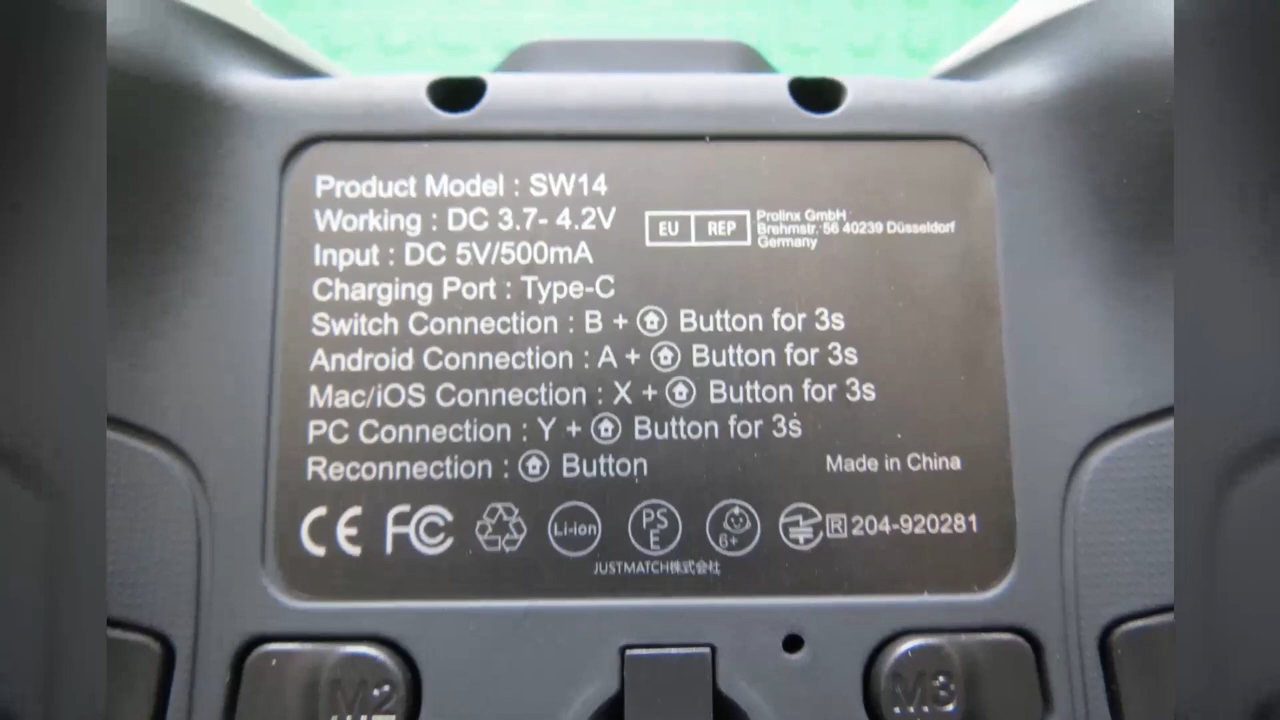 Product Model : SW14
Working : DC 3.7- 4.2V
Input : DC 5V/500mA
Charging Port : Type-C
EU REP
Prolinx GmbH
Brehmstr. 56 40239 Düsseldorf
Germany
Switch Connection : B + Button for 3s
Android Connection : A + Button for 3s
Mac/iOS Connection : X + Button for 3s
PC Connection : Y + Button for 3s
Reconnection : Button
Made in China
CE FC Li-ion PSE 6+ R 204-920281
JUSTMATCH株式会社
M2
M3